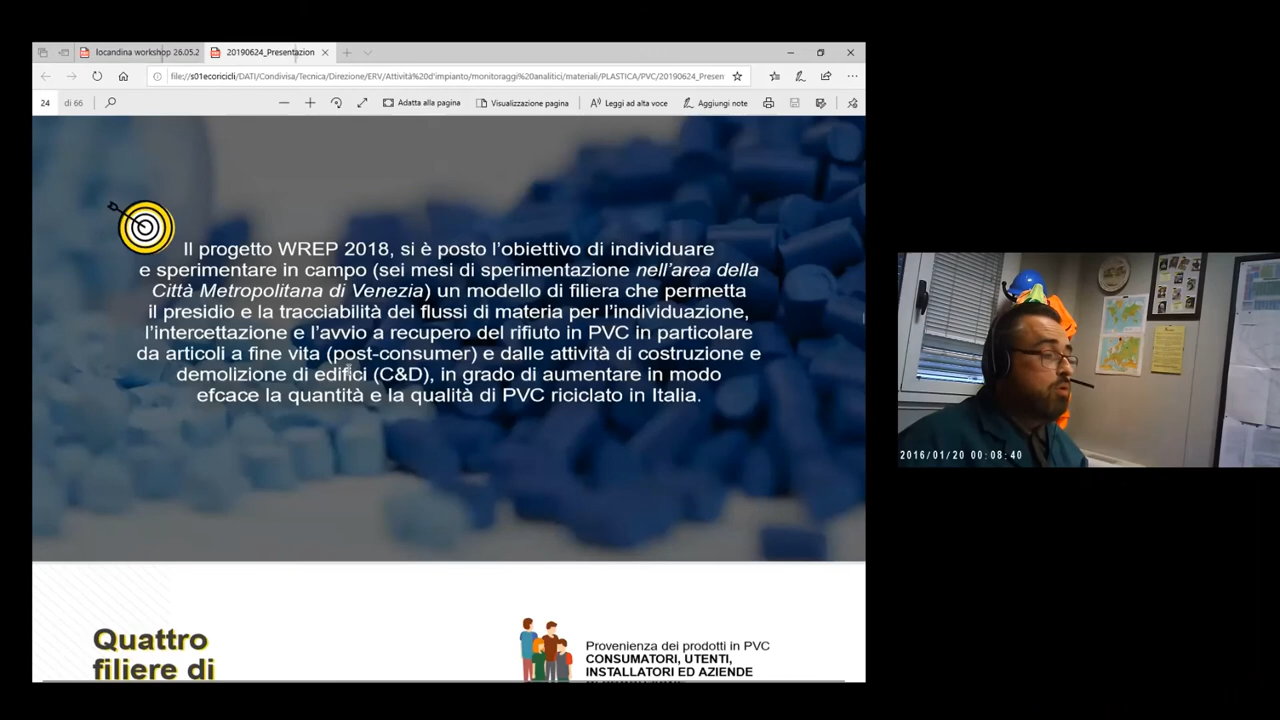 locandina workshop 26.05.2
20190624_Presentazion
file://s01ecoricicli/DATI/Condivisa/Tecnica/Direzione/ERV/Attività%20d'impianto/monitoraggi%20analitici/materiali/PLASTICA/PVC/20190624_Presen
24 di 66
Adatta alla pagina
Visualizzazione pagina
Leggi ad alta voce
Aggiungi note
Il progetto WREP 2018, si è posto l'obiettivo di individuare
e sperimentare in campo (sei mesi di sperimentazione nell'area della
Città Metropolitana di Venezia) un modello di filiera che permetta
il presidio e la tracciabilità dei flussi di materia per l'individuazione,
l'intercettazione e l'avvio a recupero del rifiuto in PVC in particolare
da articoli a fine vita (post-consumer) e dalle attività di costruzione e
demolizione di edifici (C&D), in grado di aumentare in modo
efcace la quantità e la qualità di PVC riciclato in Italia.
Quattro
filiere di
Provenienza dei prodotti in PVC
CONSUMATORI, UTENTI,
INSTALLATORI ED AZIENDE
2016/01/20 00:08:40